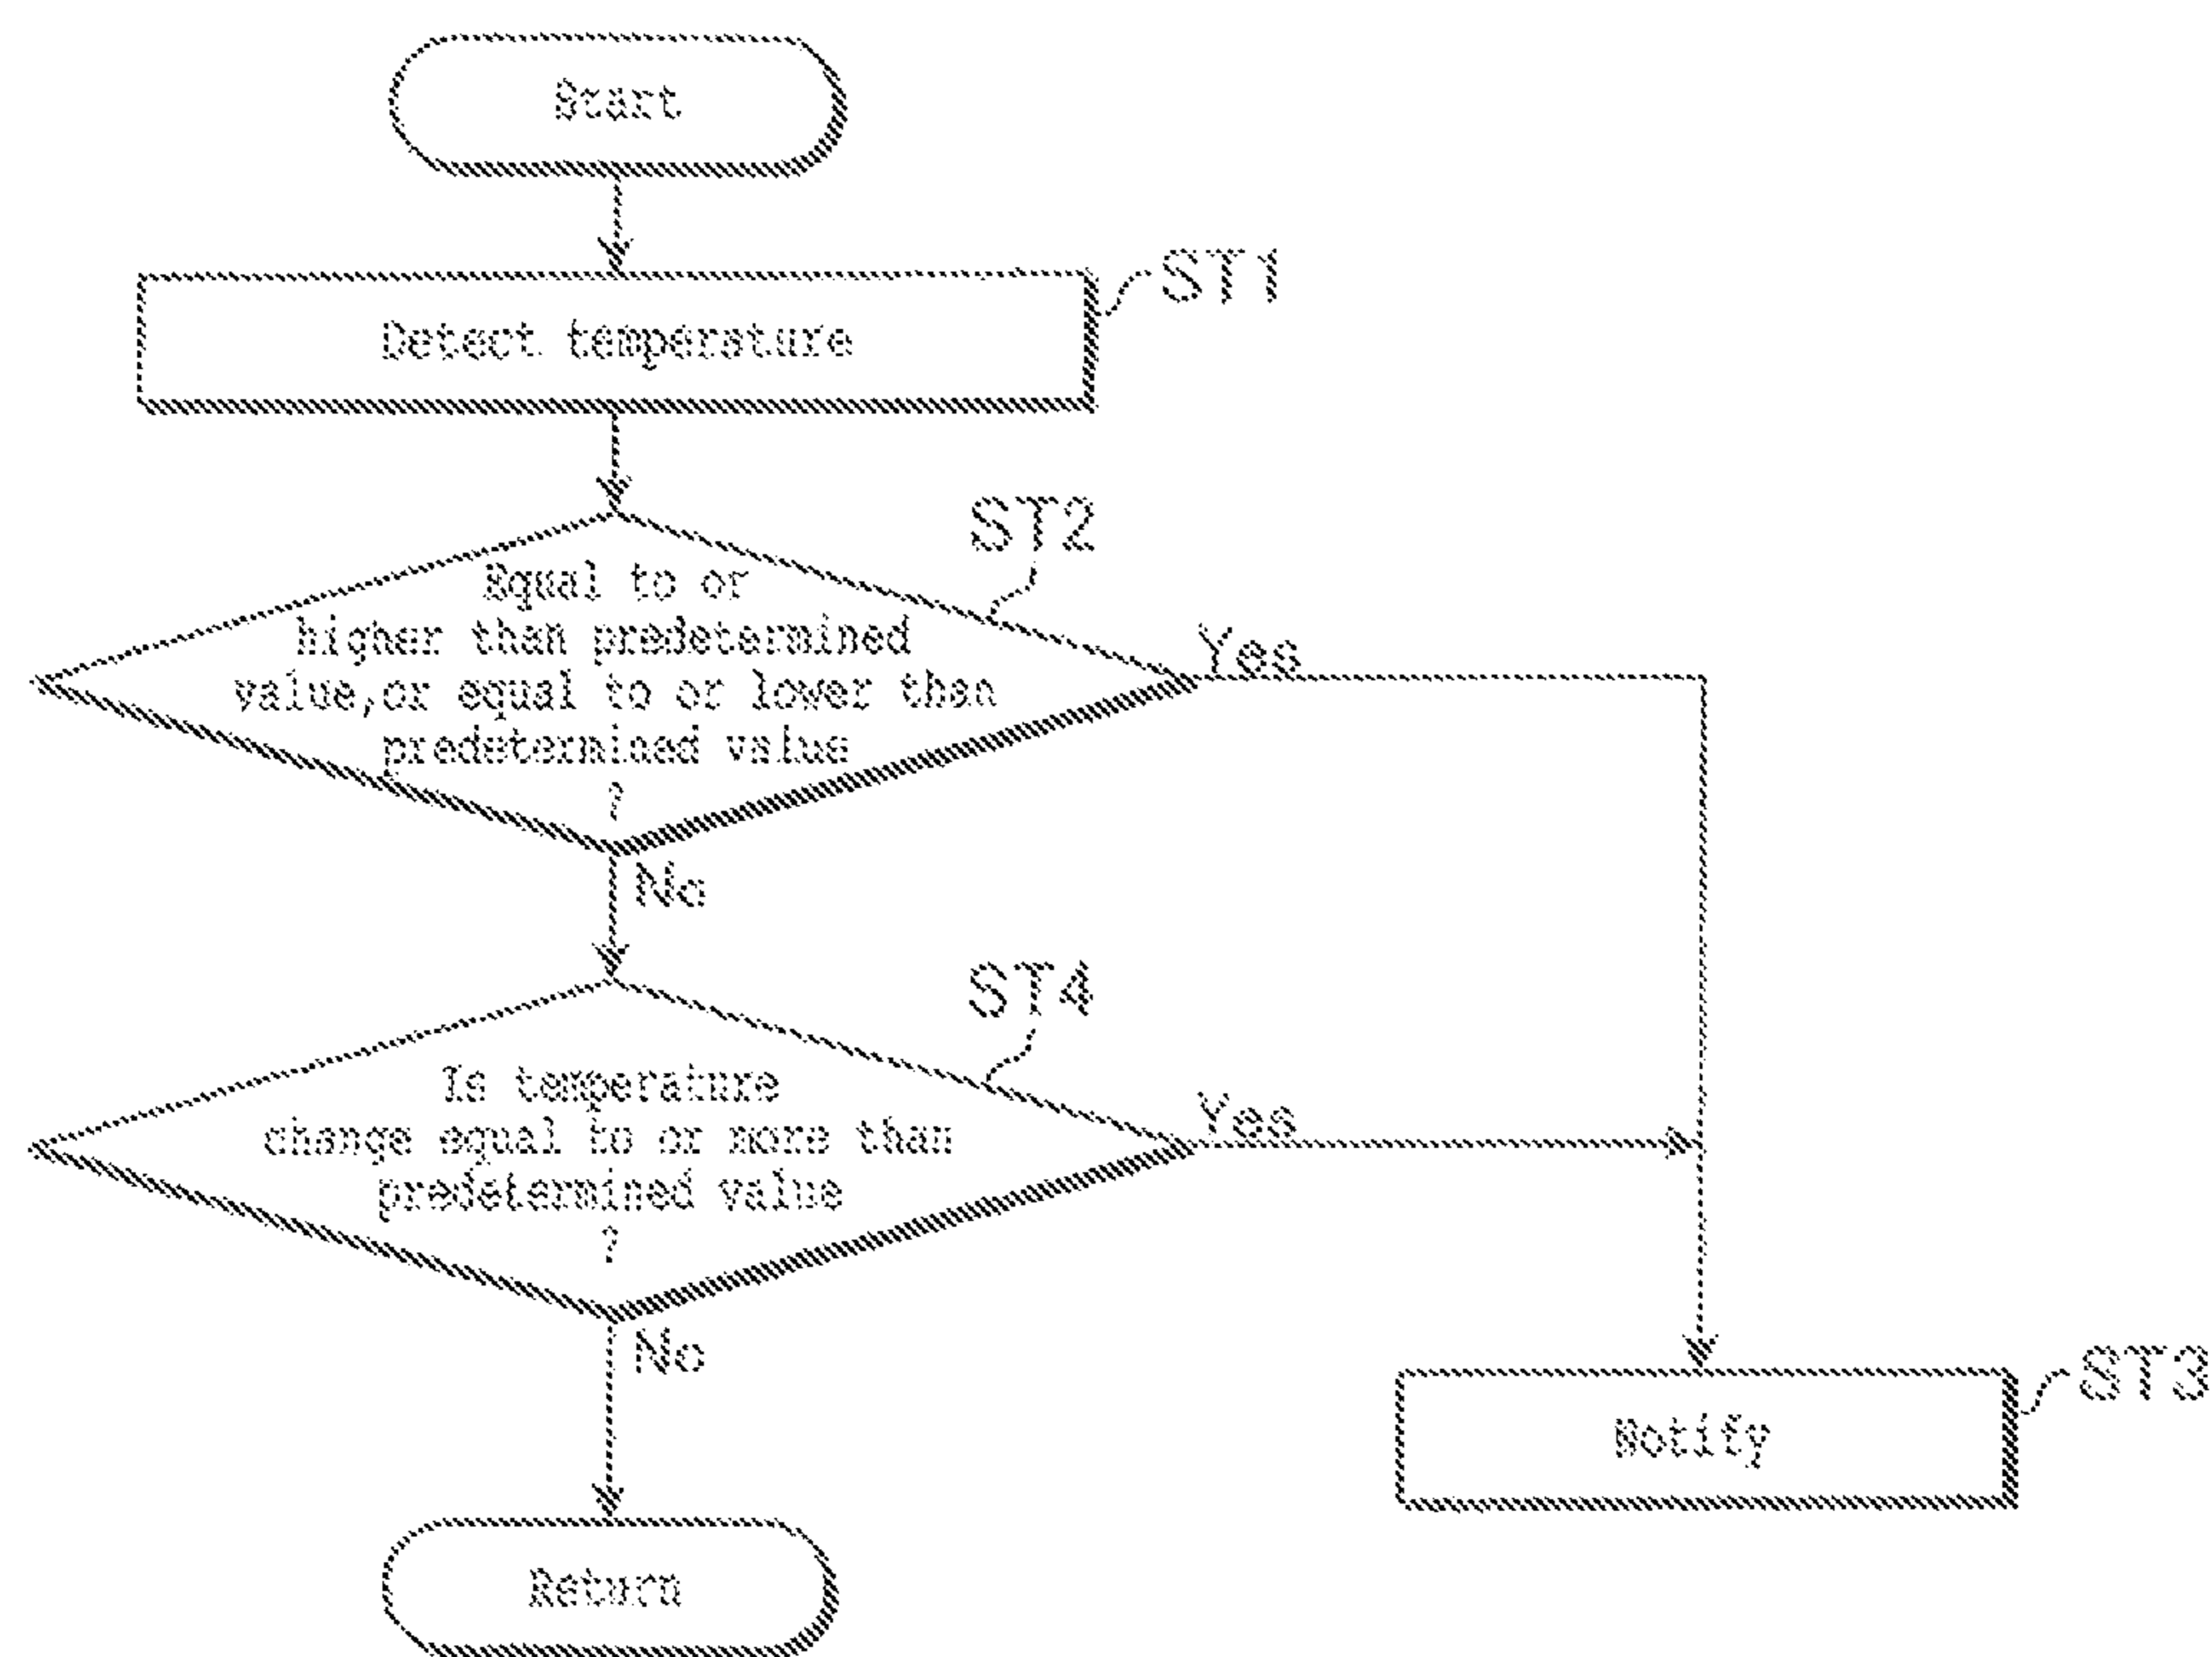 Start
ST1
Detect temperature
ST2
Equal to or
higher than predetermined
value,or equal to or lower than
predetermined value
?
Yes
No
ST4
Is temperature
change equal to or more than
predetermined value
?
Yes
No
ST3
Notify
Return